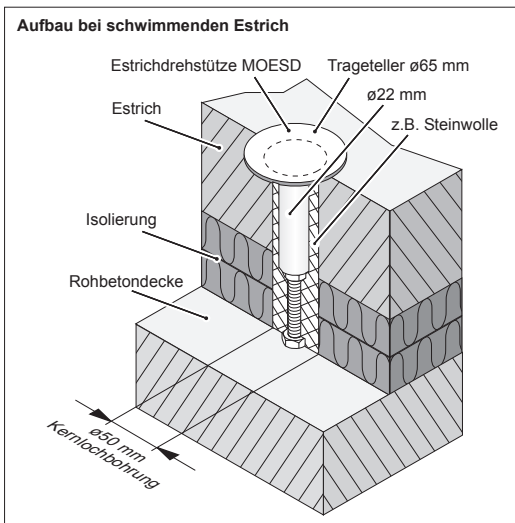 Aufbau bei schwimmenden Estrich
Estrichdrehstütze MOESD
Trageteller ø65 mm
ø22 mm
Estrich
z.B. Steinwolle
Isolierung
Rohbetondecke
ø50 mm
Kernlochbohrung